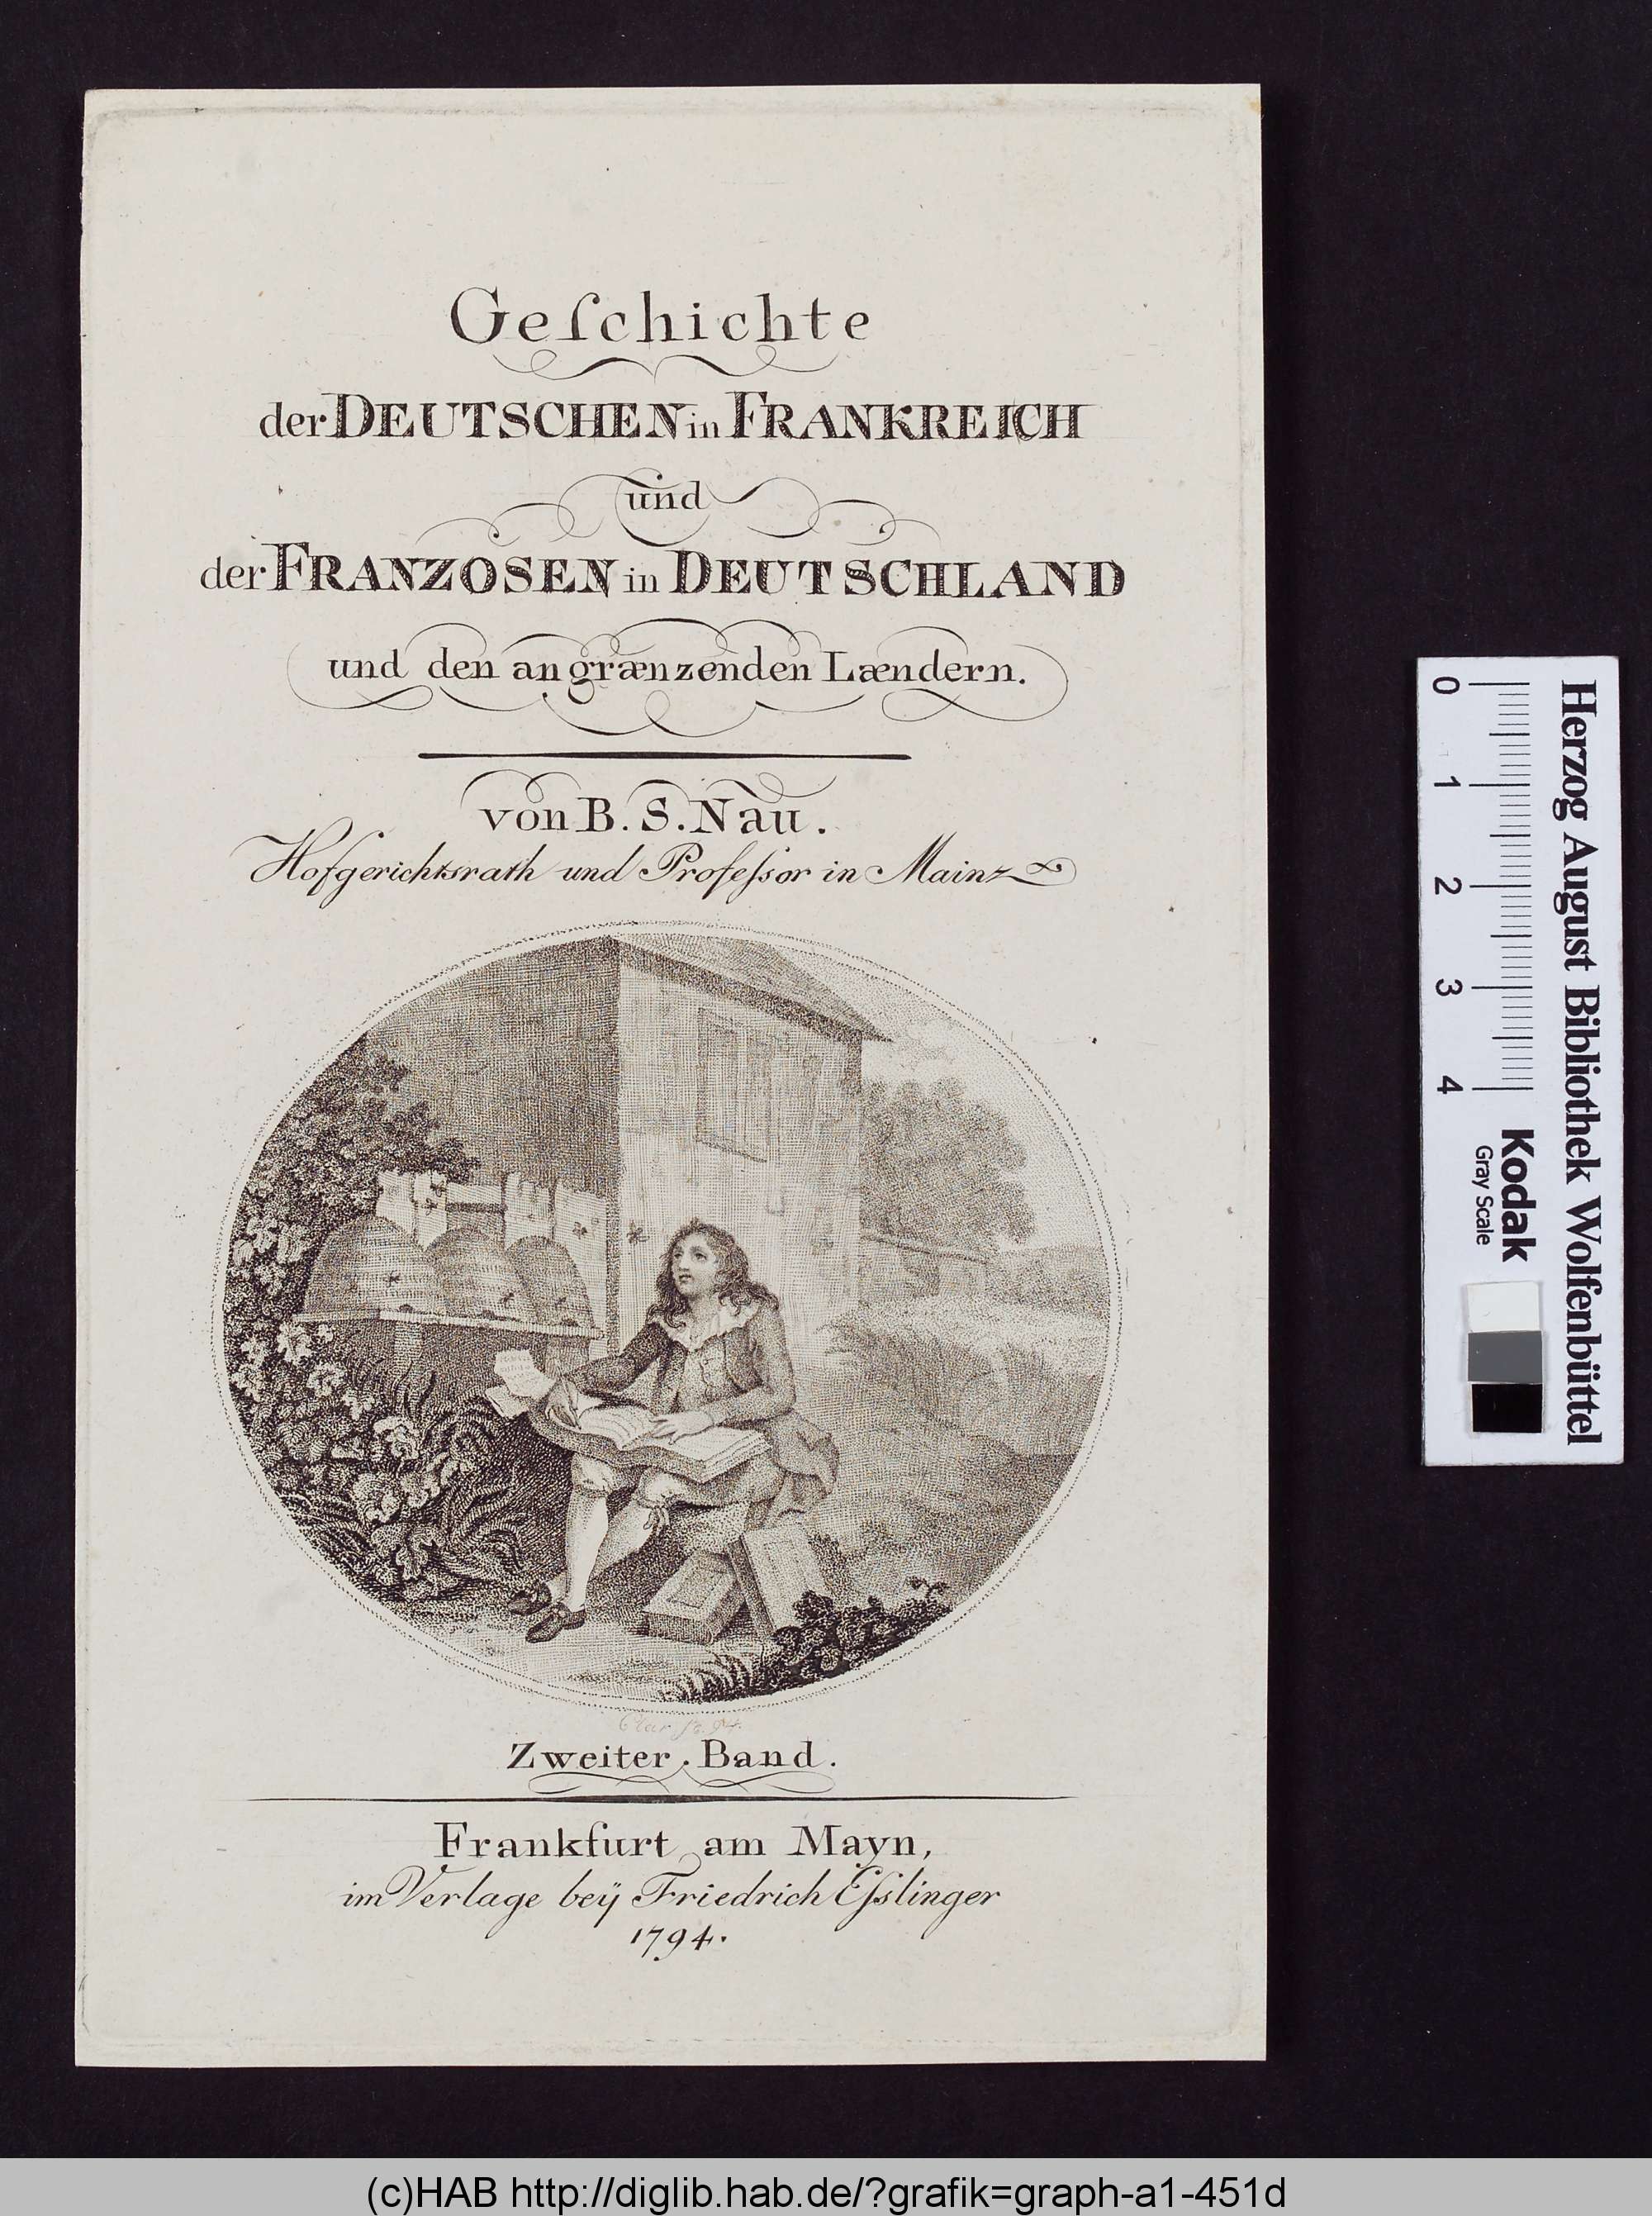 Geſchichte
der DEUTSCHEN in FRANKREICH
und
der FRANZOSEN in DEUTSCHLAND
und den angrænzenden Lændern.
von B. S. Nau.
Hofgerichtsrath und Profeſsor in Mainz
Zweiter Band.
Frankfurt am Mayn,
im Verlage beÿ Friedrich Eſslinger
1794.
Herzog August Bibliothek Wolfenbüttel
0 1 2 3 4
Kodak
Gray Scale
(c)HAB http://diglib.hab.de/?grafik=graph-a1-451d